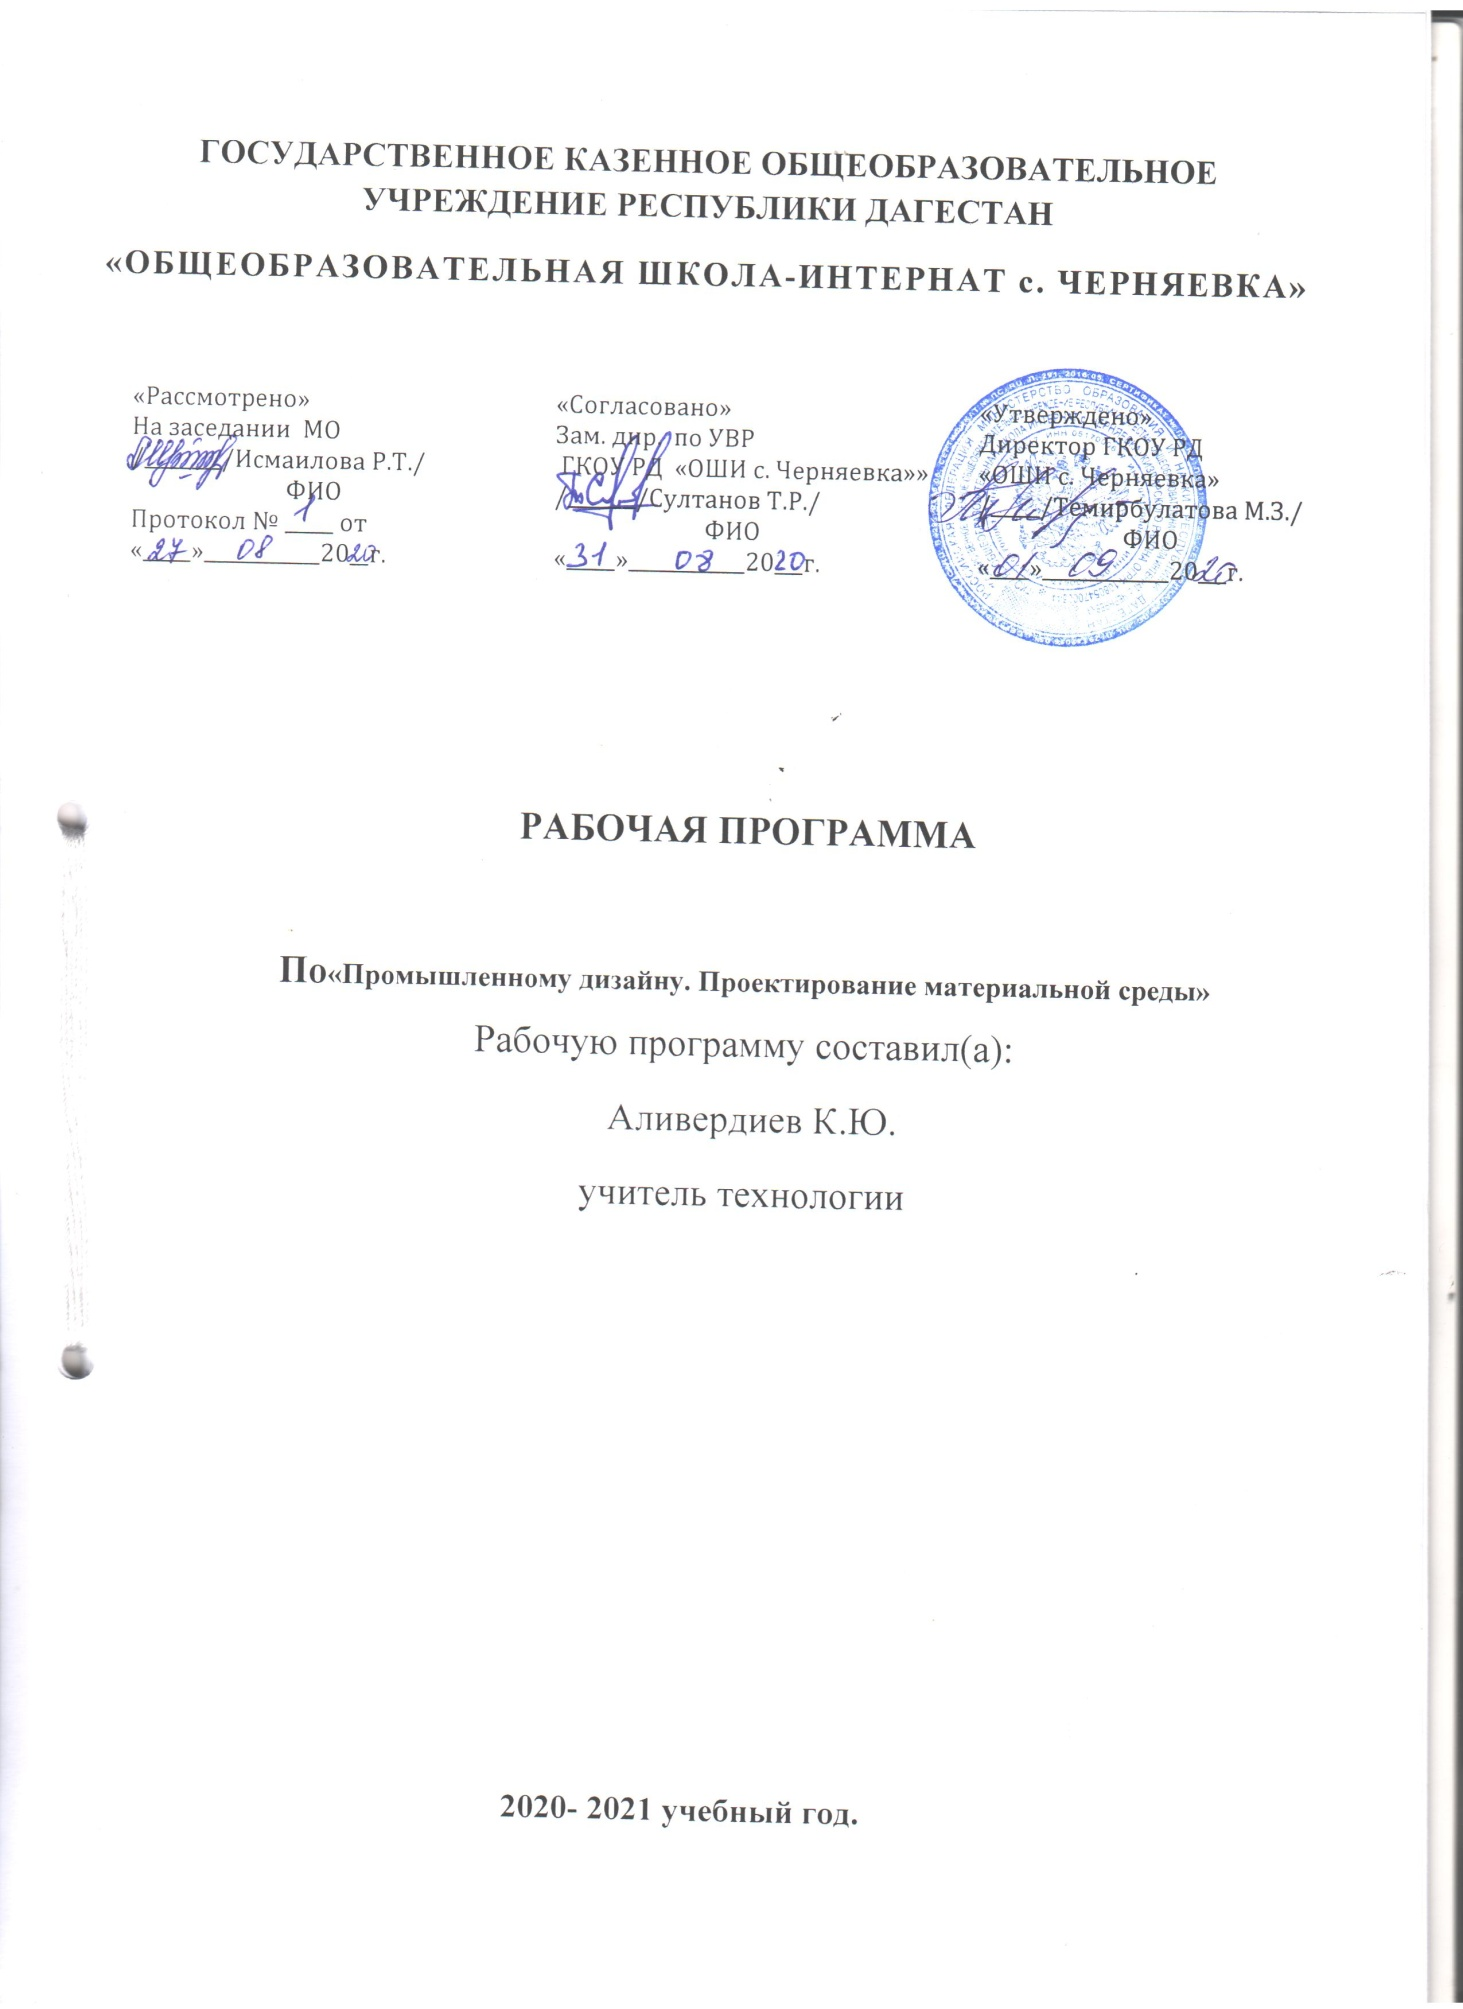 ГОСУДАРСТВЕННОЕ КАЗЕННОЕ ОБЩЕОБРАЗОВАТЕЛЬНОЕ
УЧРЕЖДЕНИЕ РЕСПУБЛИКИ ДАГЕСТАН
«ОБЩЕОБРАЗОВАТЕЛЬНАЯ ШКОЛА-ИНТЕРНАТ с. ЧЕРНЯЕВКА»
«Рассмотрено»
На заседании МО
/Исмаилова Р.Т./
ФИО
Протокол № 1 от
«27» 08 2020г.
«Согласовано»
Зам. дир. по УВР
ГКОУ РД «ОШИ с. Черняевка»»
/______/Султанов Т.Р./
ФИО
«31» 08 2020г.
«Утверждено»
Директор ГКОУ РД
«ОШИ с. Черняевка»
/Темирбулатова М.З./
ФИО
«01» 09 2020г.
РАБОЧАЯ ПРОГРАММА
По«Промышленному дизайну. Проектирование материальной среды»
Рабочую программу составил(а):
Аливердиев К.Ю.
учитель технологии
2020- 2021 учебный год.